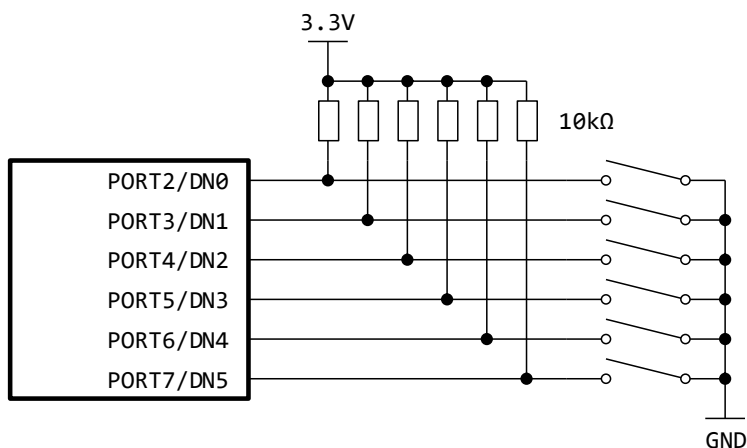 3.3V
10kΩ
PORT2/DN0
PORT3/DN1
PORT4/DN2
PORT5/DN3
PORT6/DN4
PORT7/DN5
GND